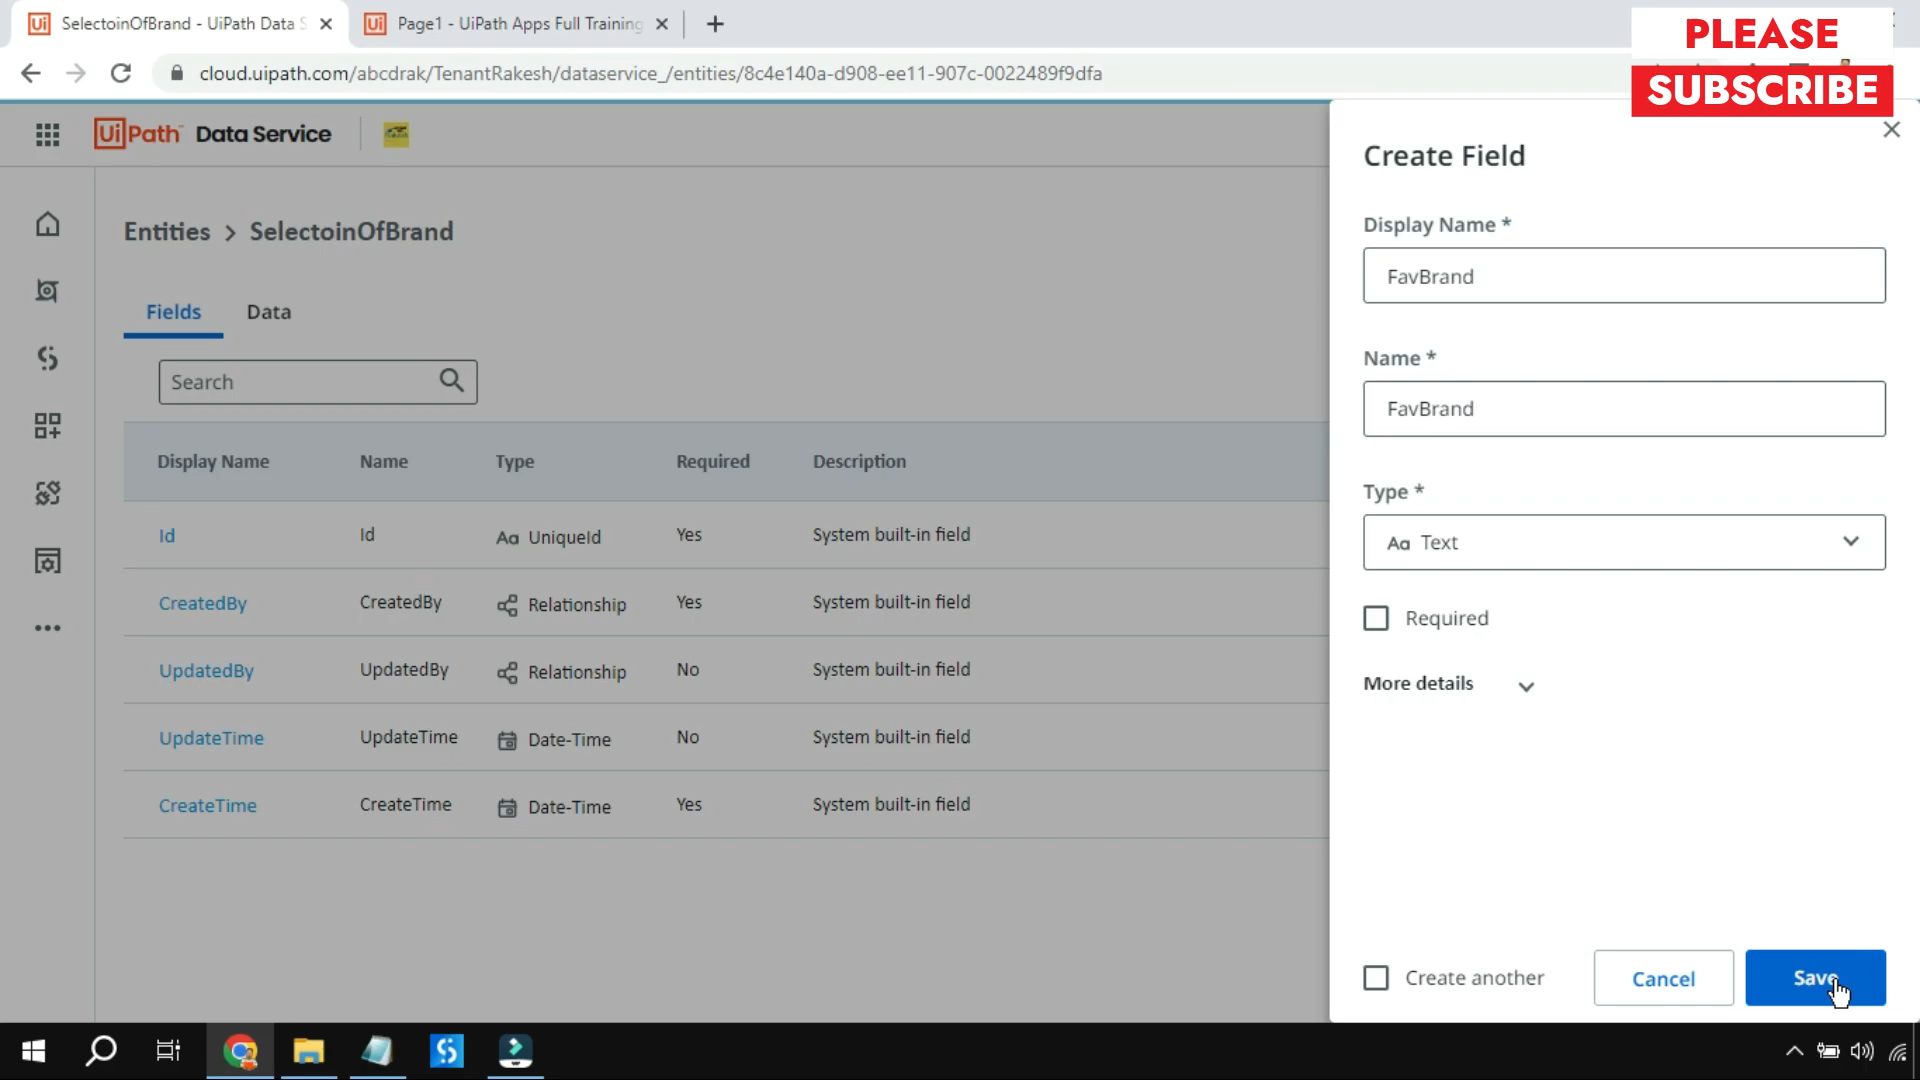 SelectoinOfBrand - UiPath Data S
Page1 - UiPath Apps Full Training
PLEASE
SUBSCRIBE
cloud.uipath.com/abcdrak/TenantRakesh/dataservice_/entities/8c4e140a-d908-ee11-907c-0022489f9dfa
UiPath Data Service
Create Field
Entities > SelectoinOfBrand
Display Name *
FavBrand
Fields
Data
Name *
Search
FavBrand
Display Name
Name
Type
Required
Description
Type *
Id
Id
Aa UniqueId
Yes
System built-in field
Aa Text
CreatedBy
CreatedBy
Relationship
Yes
System built-in field
Required
UpdatedBy
UpdatedBy
Relationship
No
System built-in field
More details
UpdateTime
UpdateTime
Date-Time
No
System built-in field
CreateTime
CreateTime
Date-Time
Yes
System built-in field
Create another
Cancel
Save